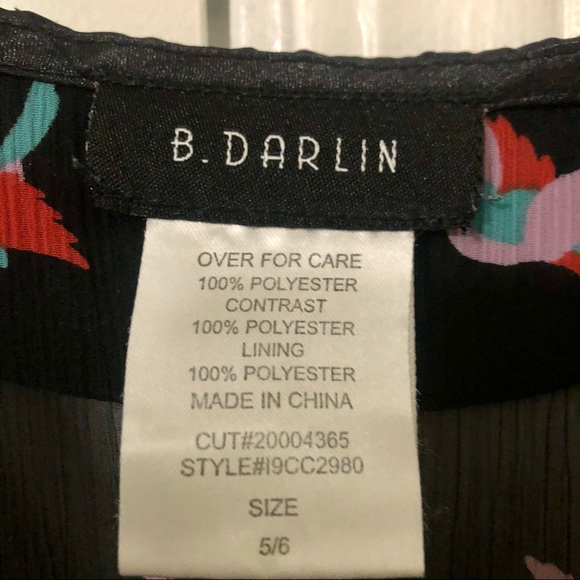 B. DARLIN
OVER FOR CARE
100% POLYESTER
CONTRAST
100% POLYESTER
LINING
100% POLYESTER
MADE IN CHINA
CUT#20004365
STYLE#I9CC2980
SIZE
5/6